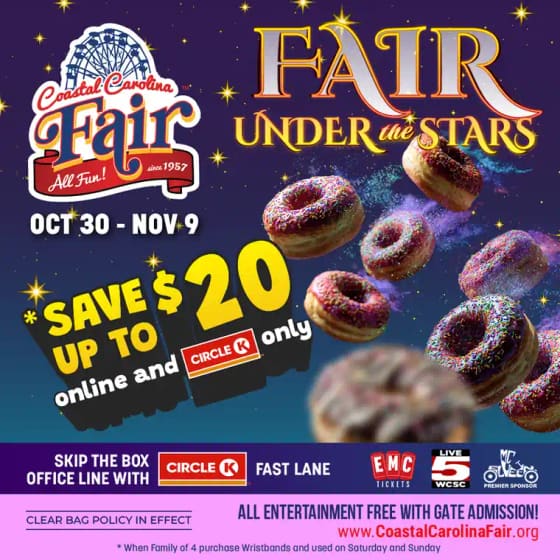 Coastal Carolina
Fair
All Fun!
since 1957
OCT 30 - NOV 9
FAIR
UNDER the STARS
* SAVE $20
UP TO
online and CIRCLE K only
SKIP THE BOX
OFFICE LINE WITH
CIRCLE K
FAST LANE
EMC
TICKETS
LIVE
5
WCSC
PREMIER SPONSOR
CLEAR BAG POLICY IN EFFECT
ALL ENTERTAINMENT FREE WITH GATE ADMISSION!
www.CoastalCarolinaFair.org
* When Family of 4 purchase Wristbands and used on Saturday and Sunday